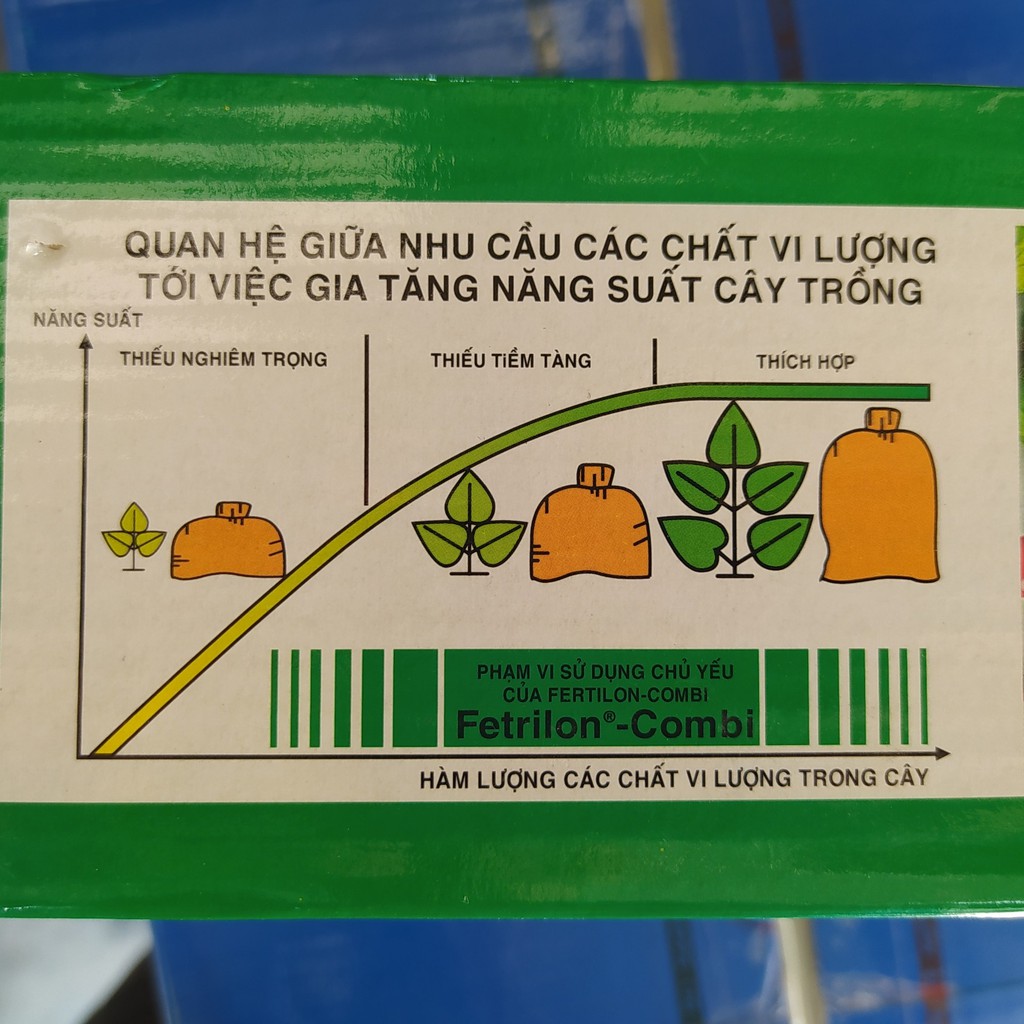 QUAN HỆ GIỮA NHU CẦU CÁC CHẤT VI LƯỢNG
TỚI VIỆC GIA TĂNG NĂNG SUẤT CÂY TRỒNG
NĂNG SUẤT
THIẾU NGHIÊM TRỌNG
THIẾU TIỀM TÀNG
THÍCH HỢP
PHẠM VI SỬ DỤNG CHỦ YẾU
CỦA FERTILON-COMBI
Fetrilon®-Combi
HÀM LƯỢNG CÁC CHẤT VI LƯỢNG TRONG CÂY